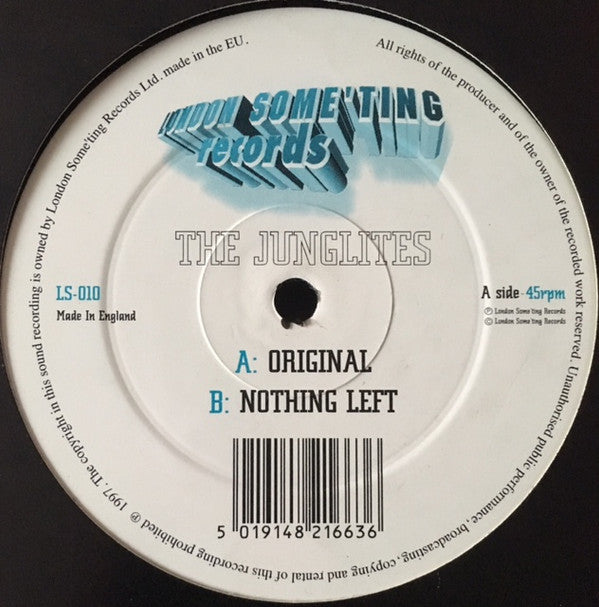 LONDON SOME'TING
records
THE JUNGLITES
LS-010
Made In England
A side - 45rpm
Ⓟ London Some'ting Records
© London Some'ting Records
A: ORIGINAL
B: NOTHING LEFT
5 019148 216636
℗ 1997. The copyright in this sound recording is owned by London Some'ting Records Ltd. made in the EU.
All rights of the producer and of the owner of the recorded work reserved. Unauthorised public performance, broadcasting, copying and rental of this recording prohibited